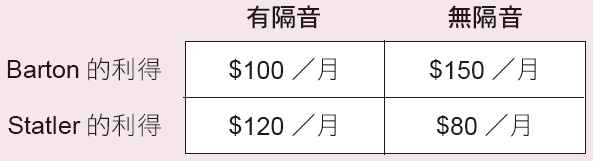 有隔音 無隔音
Barton 的利得 $100 ／月 $150 ／月
Statler 的利得 $120 ／月 $80 ／月